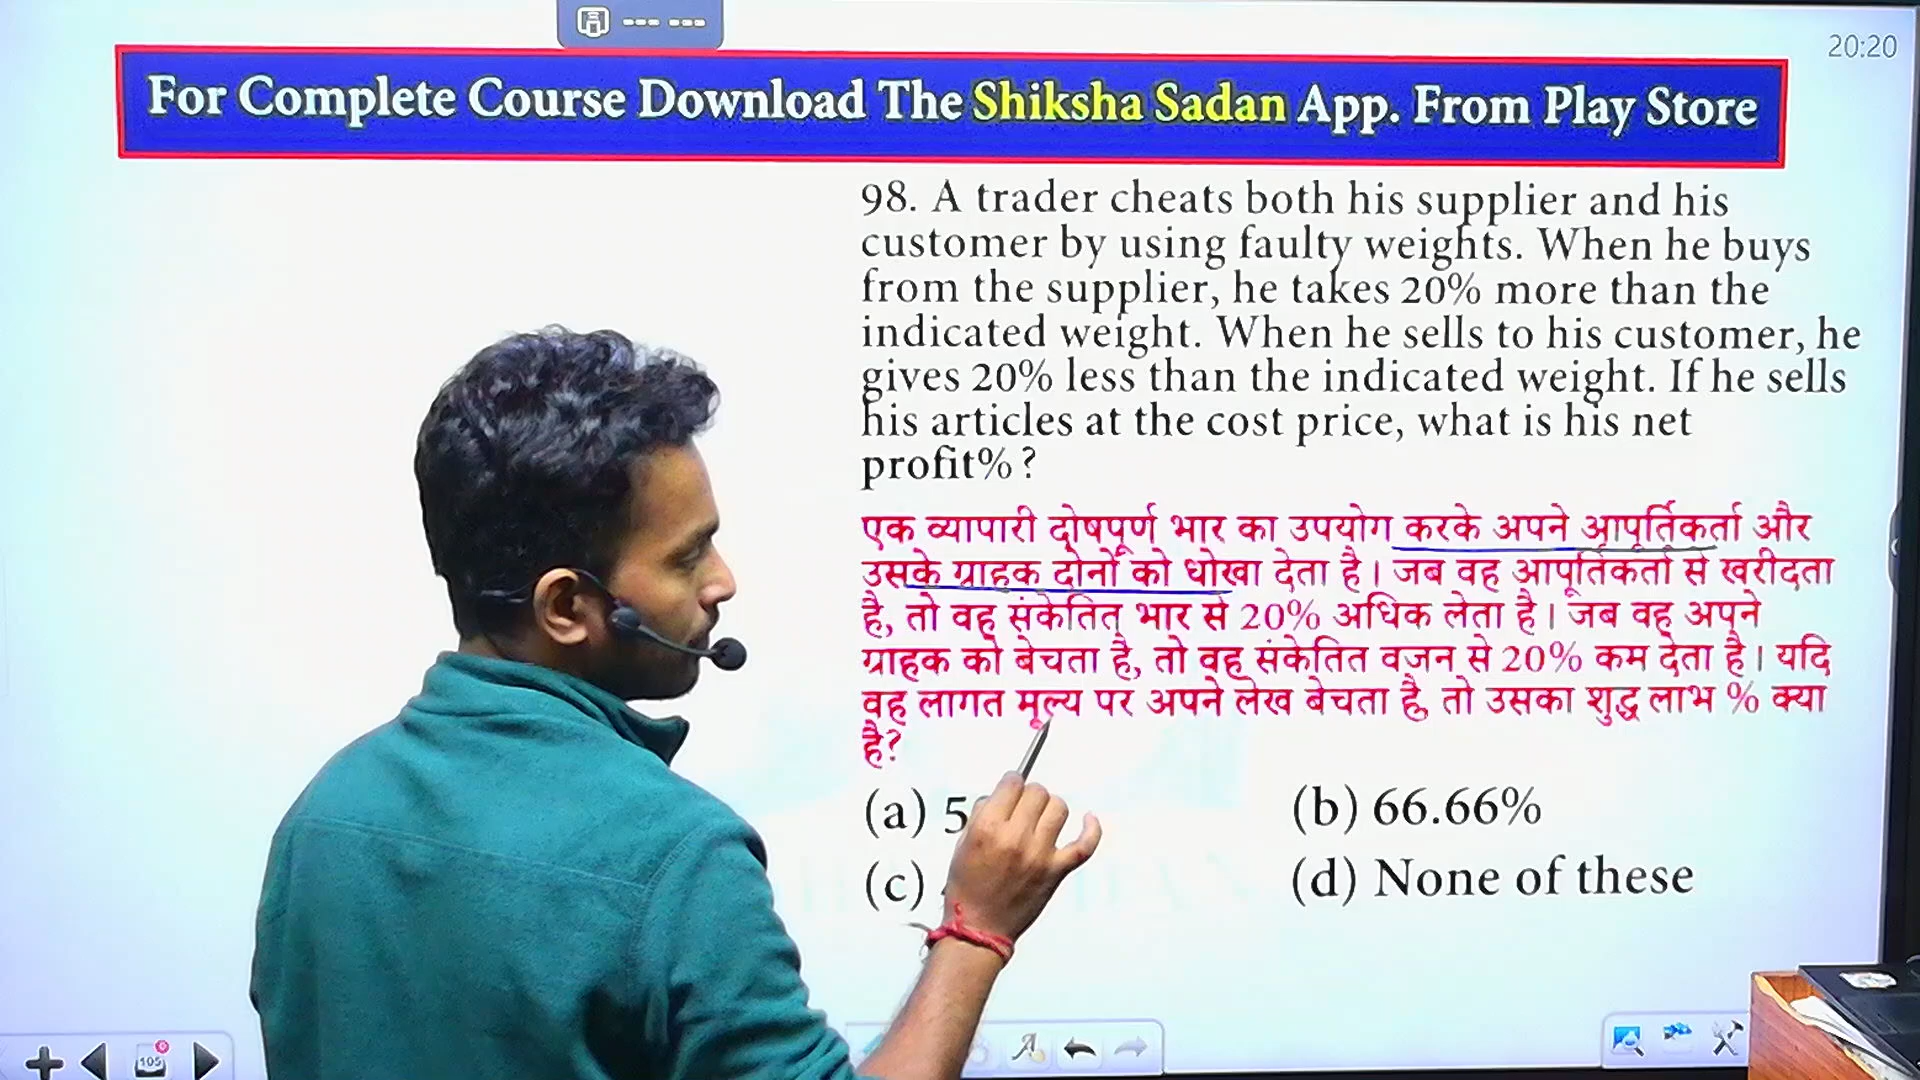 20:20
For Complete Course Download The Shiksha Sadan App. From Play Store
98. A trader cheats both his supplier and his
customer by using faulty weights. When he buys
from the supplier, he takes 20% more than the
indicated weight. When he sells to his customer, he
gives 20% less than the indicated weight. If he sells
his articles at the cost price, what is his net
profit% ?
एक व्यापारी दोषपूर्ण भार का उपयोग करके अपने आपूर्तिकर्ता और
उसके ग्राहक दोनों को धोखा देता है। जब वह आपूर्तिकर्ता से खरीदता
है, तो वह संकेतित भार से 20% अधिक लेता है। जब वह अपने
ग्राहक को बेचता है, तो वह संकेतित वजन से 20% कम देता है। यदि
वह लागत मूल्य पर अपने लेख बेचता है, तो उसका शुद्ध लाभ % क्या
है?
(a) 5
(b) 66.66%
(c)
(d) None of these
105